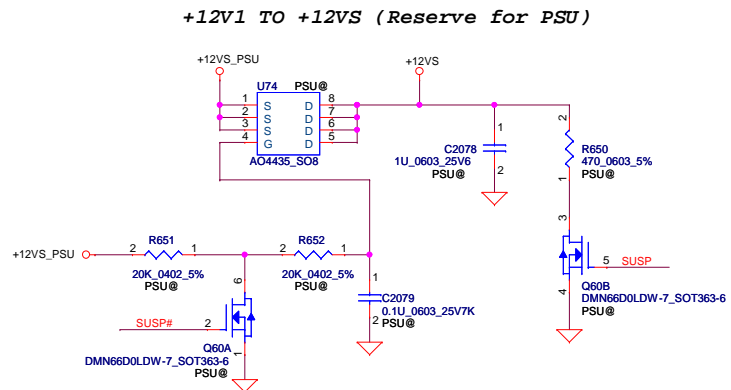 +12V1 TO +12VS (Reserve for PSU)
+12VS_PSU
+12VS
U74 PSU@
1 S D 8
2 S D 7
3 S D 6
4 G D 5
AO4435_SO8
1
C2078
1U_0603_25V6
2
PSU@
2
R650
470_0603_5%
PSU@
1
+12VS_PSU
2 R651 1
20K_0402_5%
PSU@
2 R652 1
20K_0402_5%
PSU@
1
C2079
0.1U_0603_25V7K
2
PSU@
3
5 SUSP
4
Q60B
DMN66D0LDW-7_SOT363-6
PSU@
6
SUSP# 2
1
Q60A
DMN66D0LDW-7_SOT363-6
PSU@